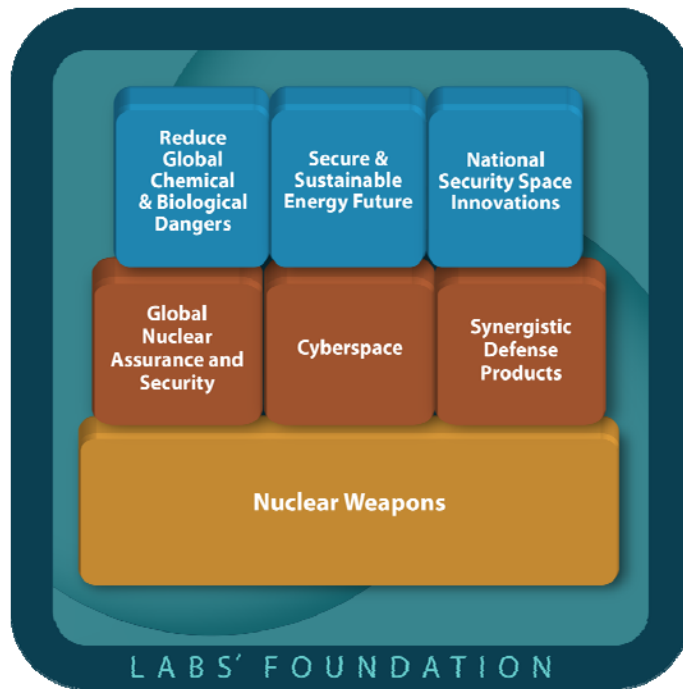 Reduce
Global
Chemical
& Biological
Dangers
Secure &
Sustainable
Energy Future
National
Security Space
Innovations
Global
Nuclear
Assurance and
Security
Cyberspace
Synergistic
Defense
Products
Nuclear Weapons
LABS' FOUNDATION